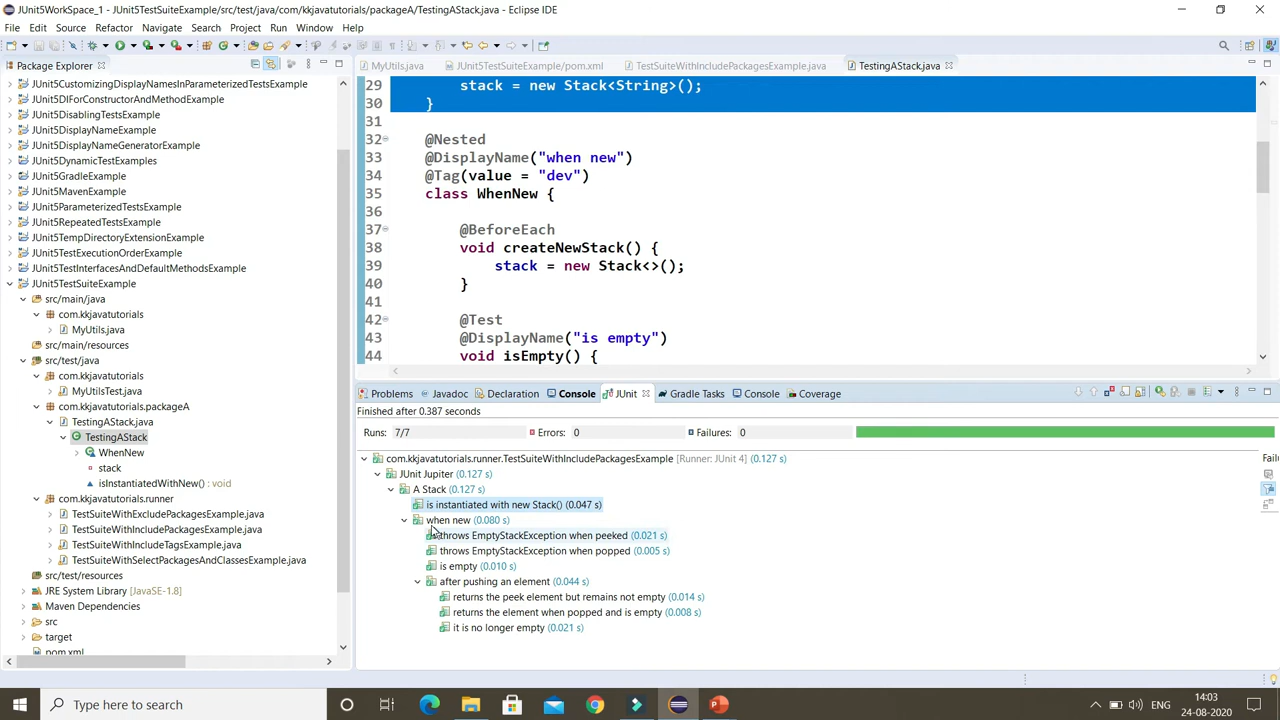 JUnit5WorkSpace_1 - JUnit5TestSuiteExample/src/test/java/com/kkjavatutorials/packageA/TestingAStack.java - Eclipse IDE
File Edit Source Refactor Navigate Search Project Run Window Help
Package Explorer
JUnit5CustomizingDisplayNamesInParameterizedTestsExample
JUnit5DIForConstructorAndMethodExample
JUnit5DisablingTestsExample
JUnit5DisplayNameExample
JUnit5DisplayNameGeneratorExample
JUnit5DynamicTestExamples
JUnit5GradleExample
JUnit5MavenExample
JUnit5ParameterizedTestsExample
JUnit5RepeatedTestsExample
JUnit5TempDirectoryExtensionExample
JUnit5TestExecutionOrderExample
JUnit5TestInterfacesAndDefaultMethodsExample
JUnit5TestSuiteExample
src/main/java
com.kkjavatutorials
MyUtils.java
src/main/resources
src/test/java
com.kkjavatutorials
MyUtilsTest.java
com.kkjavatutorials.packageA
TestingAStack.java
TestingAStack
WhenNew
stack
isInstantiatedWithNew() : void
com.kkjavatutorials.runner
TestSuiteWithExcludePackagesExample.java
TestSuiteWithIncludePackagesExample.java
TestSuiteWithIncludeTagsExample.java
TestSuiteWithSelectPackagesAndClassesExample.java
src/test/resources
JRE System Library [JavaSE-1.8]
Maven Dependencies
src
target
pom.xml
MyUtils.java JUnit5TestSuiteExample/pom.xml TestSuiteWithIncludePackagesExample.java TestingAStack.java
29 stack = new Stack<String>();
30 }
31
32 @Nested
33 @DisplayName("when new")
34 @Tag(value = "dev")
35 class WhenNew {
36
37 @BeforeEach
38 void createNewStack() {
39 stack = new Stack<>();
40 }
41
42 @Test
43 @DisplayName("is empty")
44 void isEmpty() {
Problems Javadoc Declaration Console JUnit Gradle Tasks Console Coverage
Finished after 0.387 seconds
Runs: 7/7 Errors: 0 Failures: 0
com.kkjavatutorials.runner.TestSuiteWithIncludePackagesExample [Runner: JUnit 4] (0.127 s)
JUnit Jupiter (0.127 s)
A Stack (0.127 s)
is instantiated with new Stack() (0.047 s)
when new (0.080 s)
throws EmptyStackException when peeked (0.021 s)
throws EmptyStackException when popped (0.005 s)
is empty (0.010 s)
after pushing an element (0.044 s)
returns the peek element but remains not empty (0.014 s)
returns the element when popped and is empty (0.008 s)
it is no longer empty (0.021 s)
Type here to search
ENG
14:03
24-08-2020